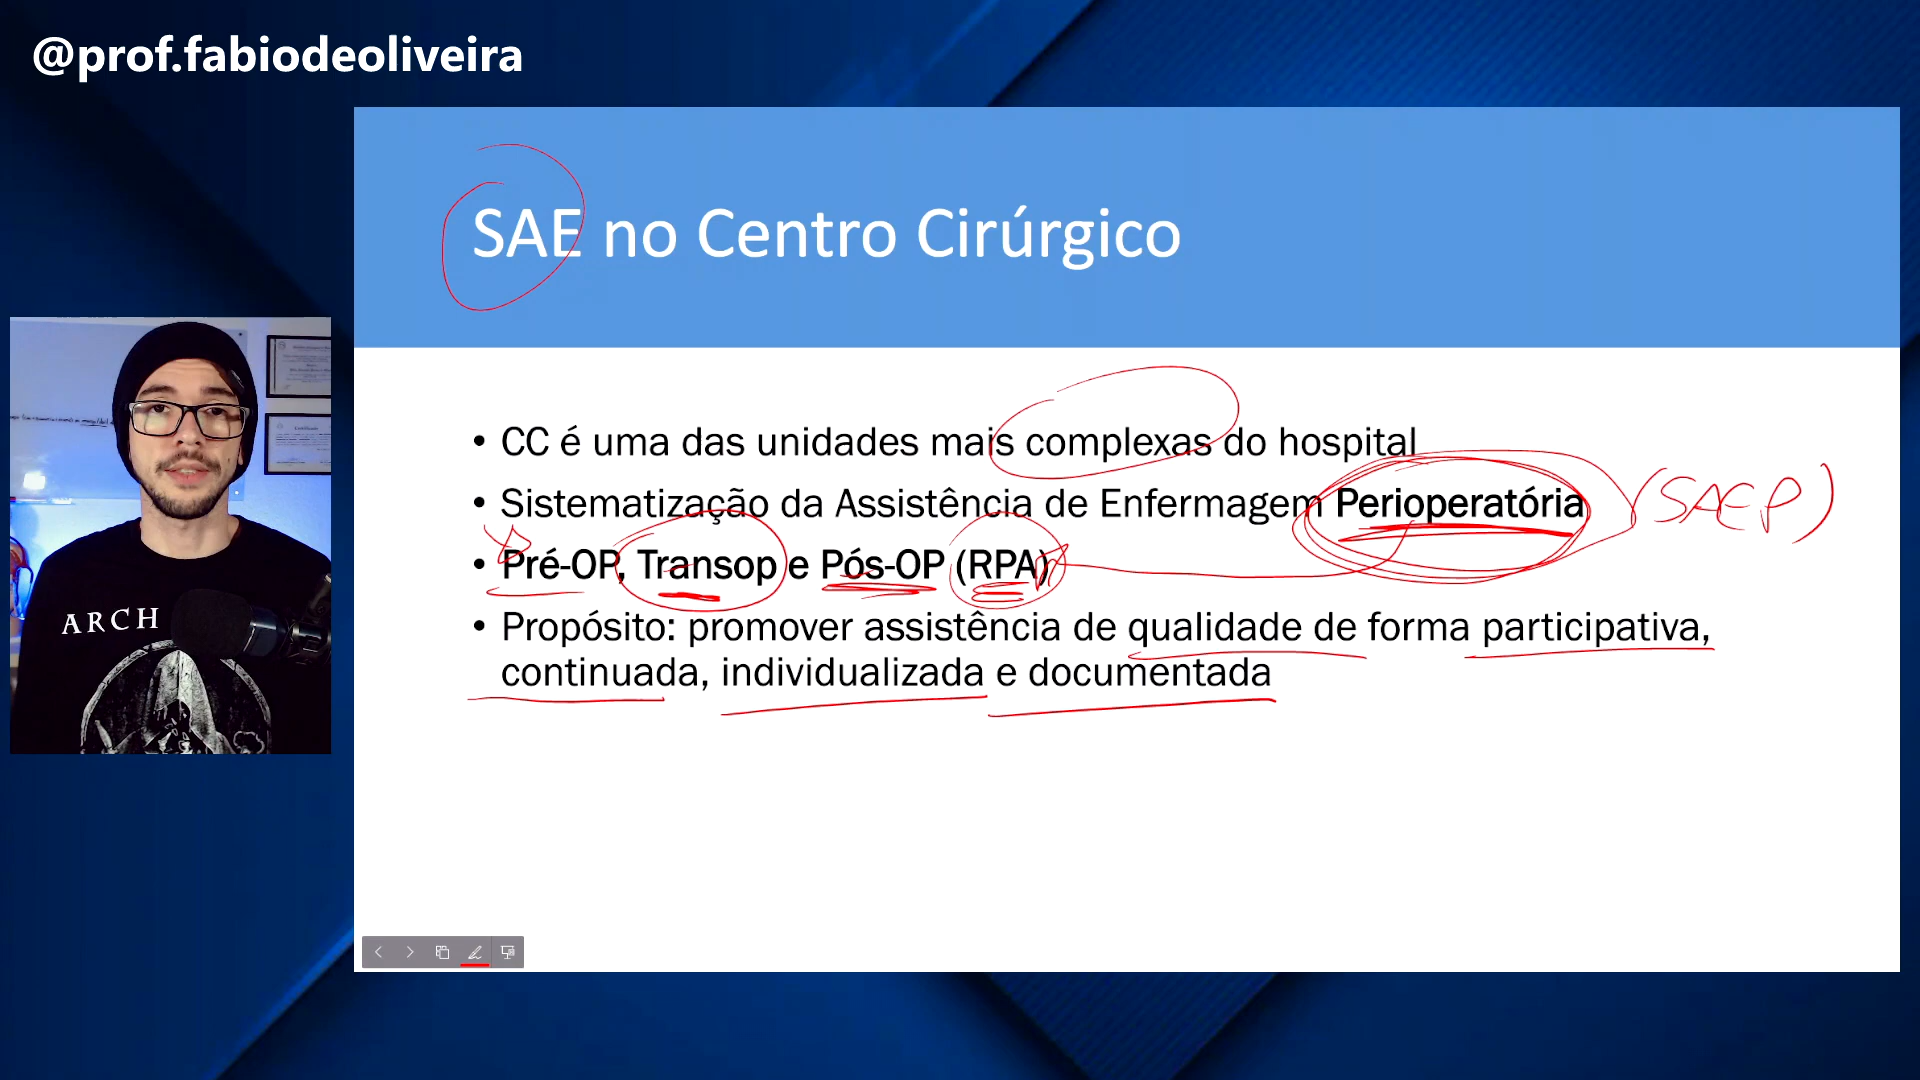 @prof.fabiodeoliveira
SAE no Centro Cirúrgico
• CC é uma das unidades mais complexas do hospital
• Sistematização da Assistência de Enfermagem Perioperatória (SAEP)
• Pré-OP, Transop e Pós-OP (RPA)
• Propósito: promover assistência de qualidade de forma participativa,
continuada, individualizada e documentada
ARCH